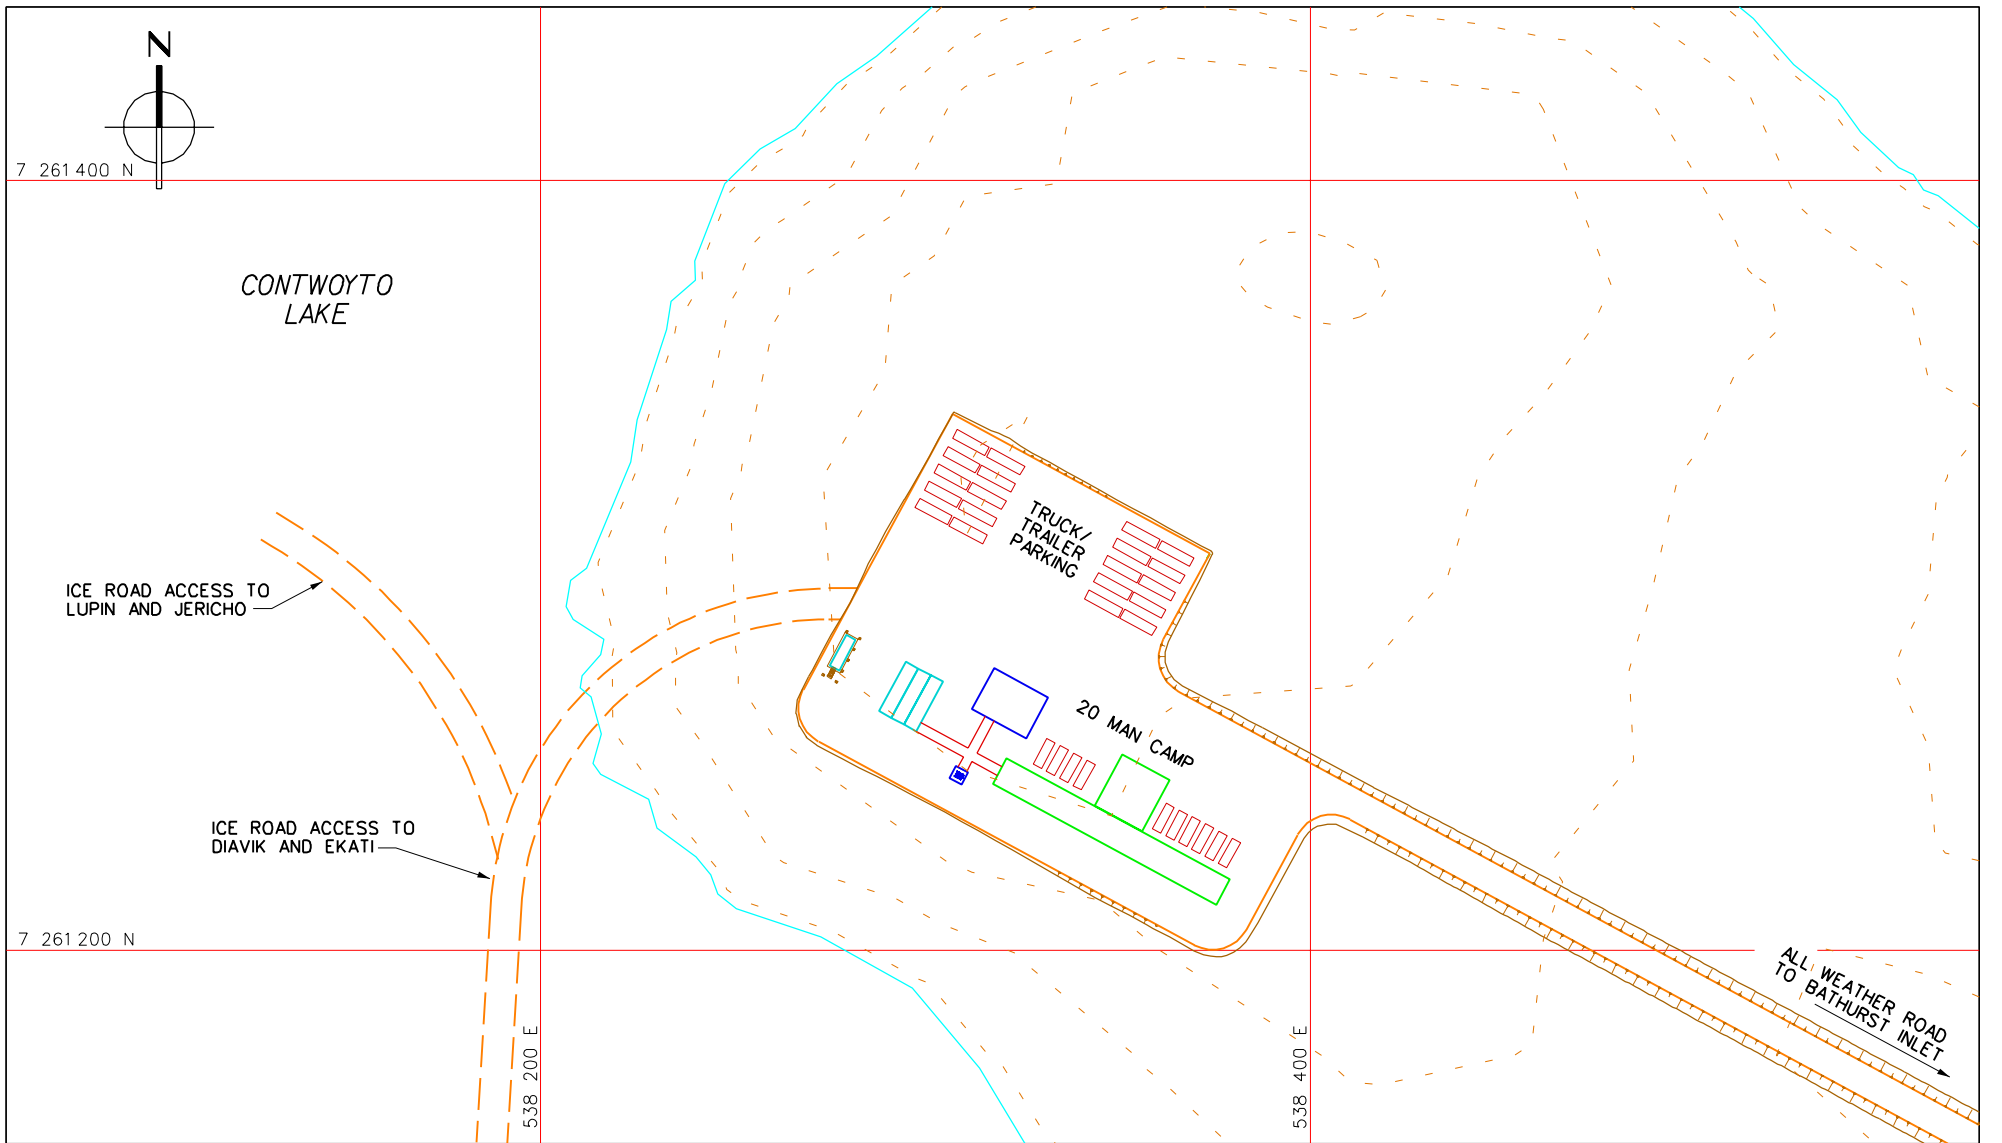 N
7 261 400 N
CONTWOYTO
LAKE
TRUCK/
TRAILER
PARKING
ICE ROAD ACCESS TO
LUPIN AND JERICHO
20 MAN CAMP
ICE ROAD ACCESS TO
DIAVIK AND EKATI
7 261 200 N
ALL WEATHER ROAD
TO BATHURST INLET
538 200 E
538 400 E